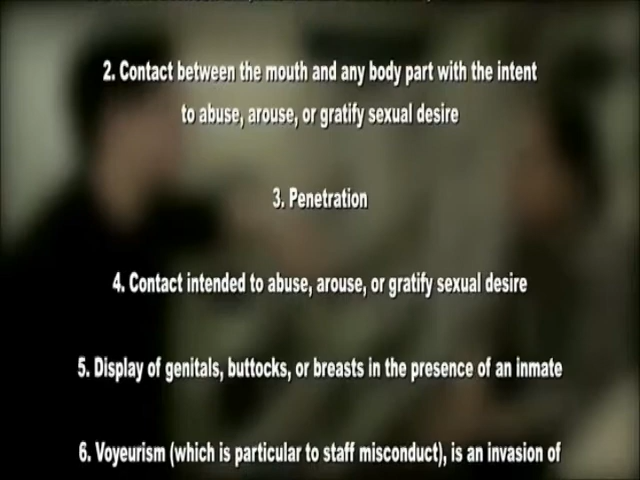 2. Contact between the mouth and any body part with the intent
to abuse, arouse, or gratify sexual desire
3. Penetration
4. Contact intended to abuse, arouse, or gratify sexual desire
5. Display of genitals, buttocks, or breasts in the presence of an inmate
6. Voyeurism (which is particular to staff misconduct), is an invasion of